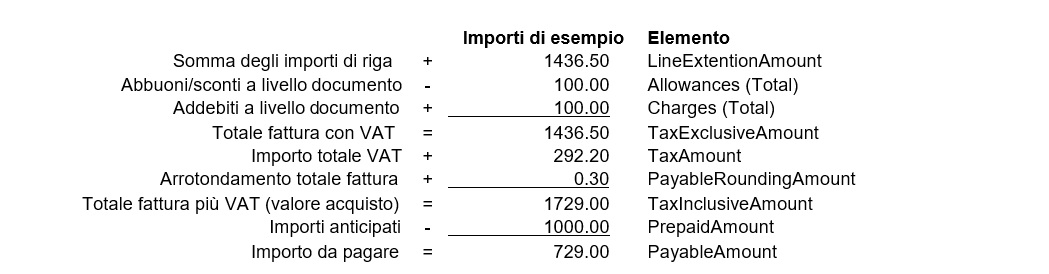 Importi di esempio Elemento
Somma degli importi di riga + 1436.50 LineExtentionAmount
Abbuoni/sconti a livello documento - 100.00 Allowances (Total)
Addebiti a livello documento + 100.00 Charges (Total)
Totale fattura con VAT = 1436.50 TaxExclusiveAmount
Importo totale VAT + 292.20 TaxAmount
Arrotondamento totale fattura + 0.30 PayableRoundingAmount
Totale fattura più VAT (valore acquisto) = 1729.00 TaxInclusiveAmount
Importi anticipati - 1000.00 PrepaidAmount
Importo da pagare = 729.00 PayableAmount